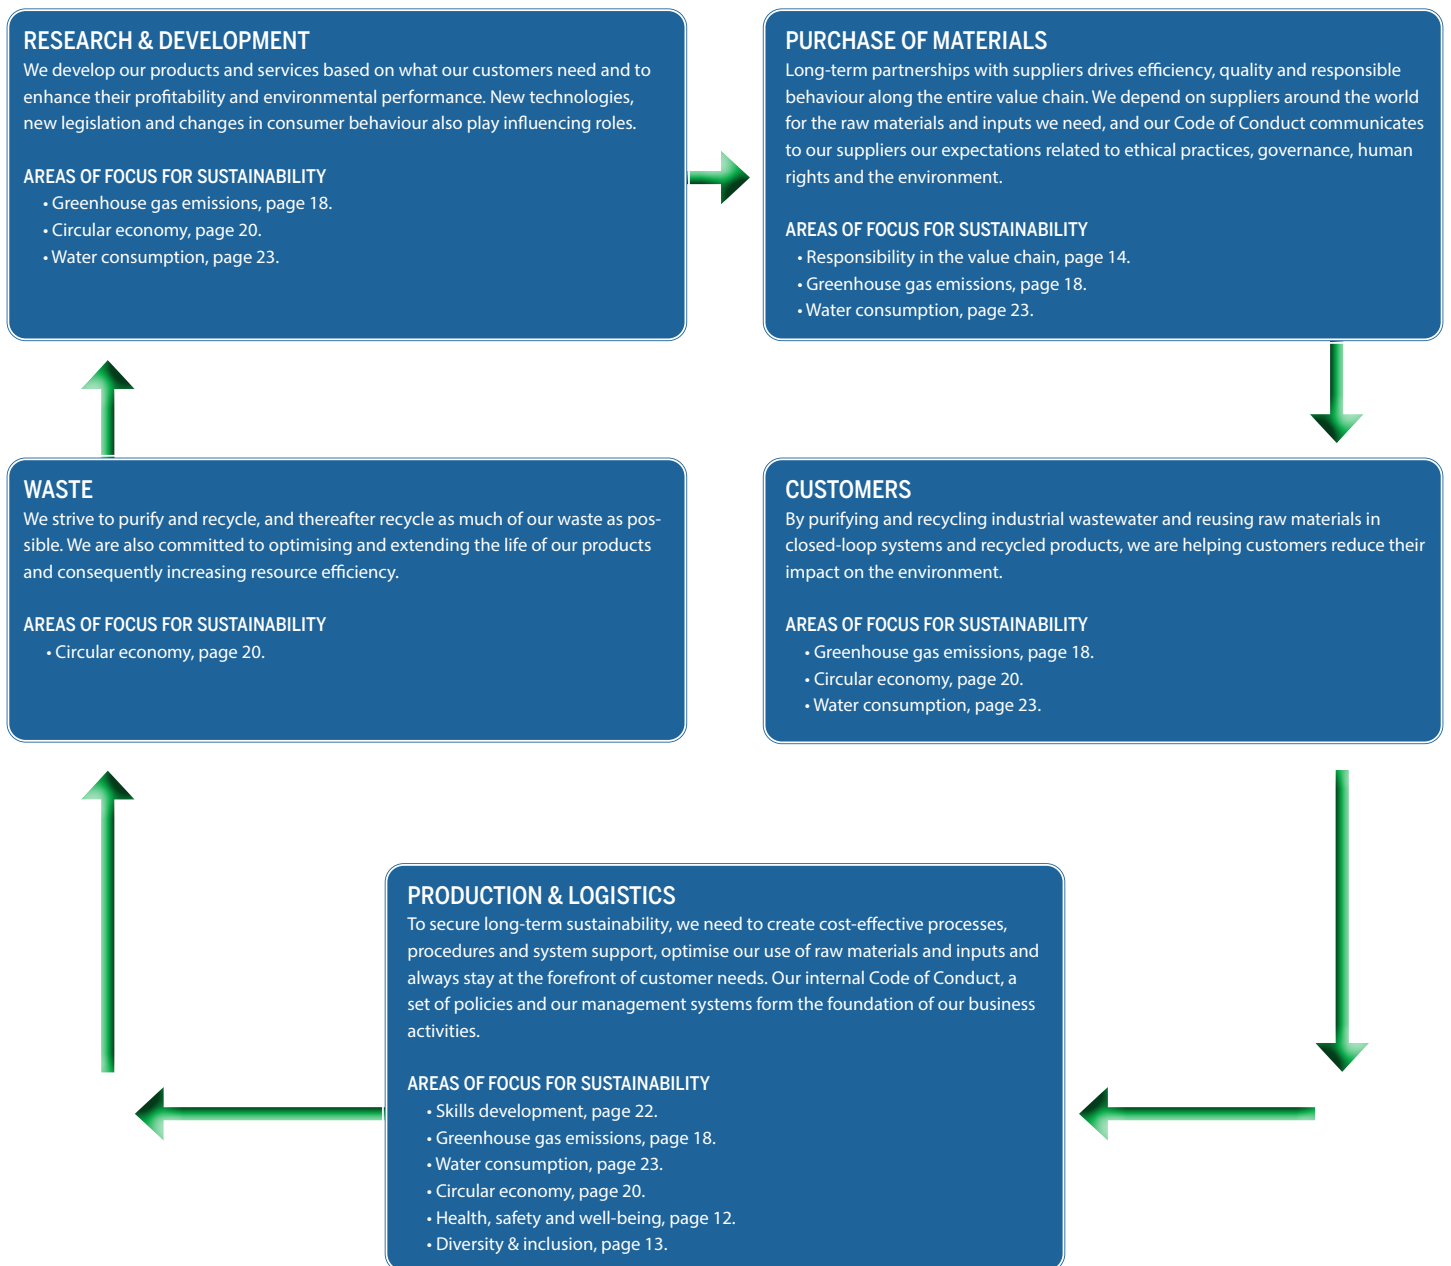 RESEARCH & DEVELOPMENT
We develop our products and services based on what our customers need and to
enhance their profitability and environmental performance. New technologies,
new legislation and changes in consumer behaviour also play influencing roles.
AREAS OF FOCUS FOR SUSTAINABILITY
• Greenhouse gas emissions, page 18.
• Circular economy, page 20.
• Water consumption, page 23.
PURCHASE OF MATERIALS
Long-term partnerships with suppliers drives efficiency, quality and responsible
behaviour along the entire value chain. We depend on suppliers around the world
for the raw materials and inputs we need, and our Code of Conduct communicates
to our suppliers our expectations related to ethical practices, governance, human
rights and the environment.
AREAS OF FOCUS FOR SUSTAINABILITY
• Responsibility in the value chain, page 14.
• Greenhouse gas emissions, page 18.
• Water consumption, page 23.
WASTE
We strive to purify and recycle, and thereafter recycle as much of our waste as pos-
sible. We are also committed to optimising and extending the life of our products
and consequently increasing resource efficiency.
AREAS OF FOCUS FOR SUSTAINABILITY
• Circular economy, page 20.
CUSTOMERS
By purifying and recycling industrial wastewater and reusing raw materials in
closed-loop systems and recycled products, we are helping customers reduce their
impact on the environment.
AREAS OF FOCUS FOR SUSTAINABILITY
• Greenhouse gas emissions, page 18.
• Circular economy, page 20.
• Water consumption, page 23.
PRODUCTION & LOGISTICS
To secure long-term sustainability, we need to create cost-effective processes,
procedures and system support, optimise our use of raw materials and inputs and
always stay at the forefront of customer needs. Our internal Code of Conduct, a
set of policies and our management systems form the foundation of our business
activities.
AREAS OF FOCUS FOR SUSTAINABILITY
• Skills development, page 22.
• Greenhouse gas emissions, page 18.
• Water consumption, page 23.
• Circular economy, page 20.
• Health, safety and well-being, page 12.
• Diversity & inclusion, page 13.